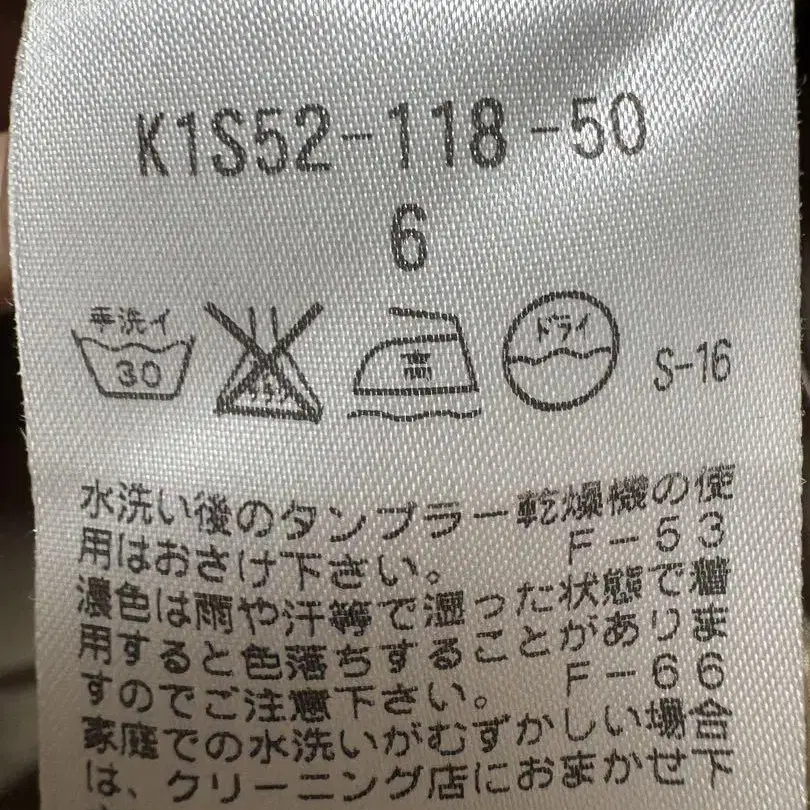 K1S52-118-50
6
手洗イ
30
高
ドライ
S-16
水洗い後のタンブラー乾燥機の使
用はおさけ下さい。 F-53
濃色は雨や汗等で湿った状態で着
用すると色落ちすることがありま
すのでご注意下さい。 F-66
家庭での水洗いがむずかしい場合
は、クリーニング店におまかせ下